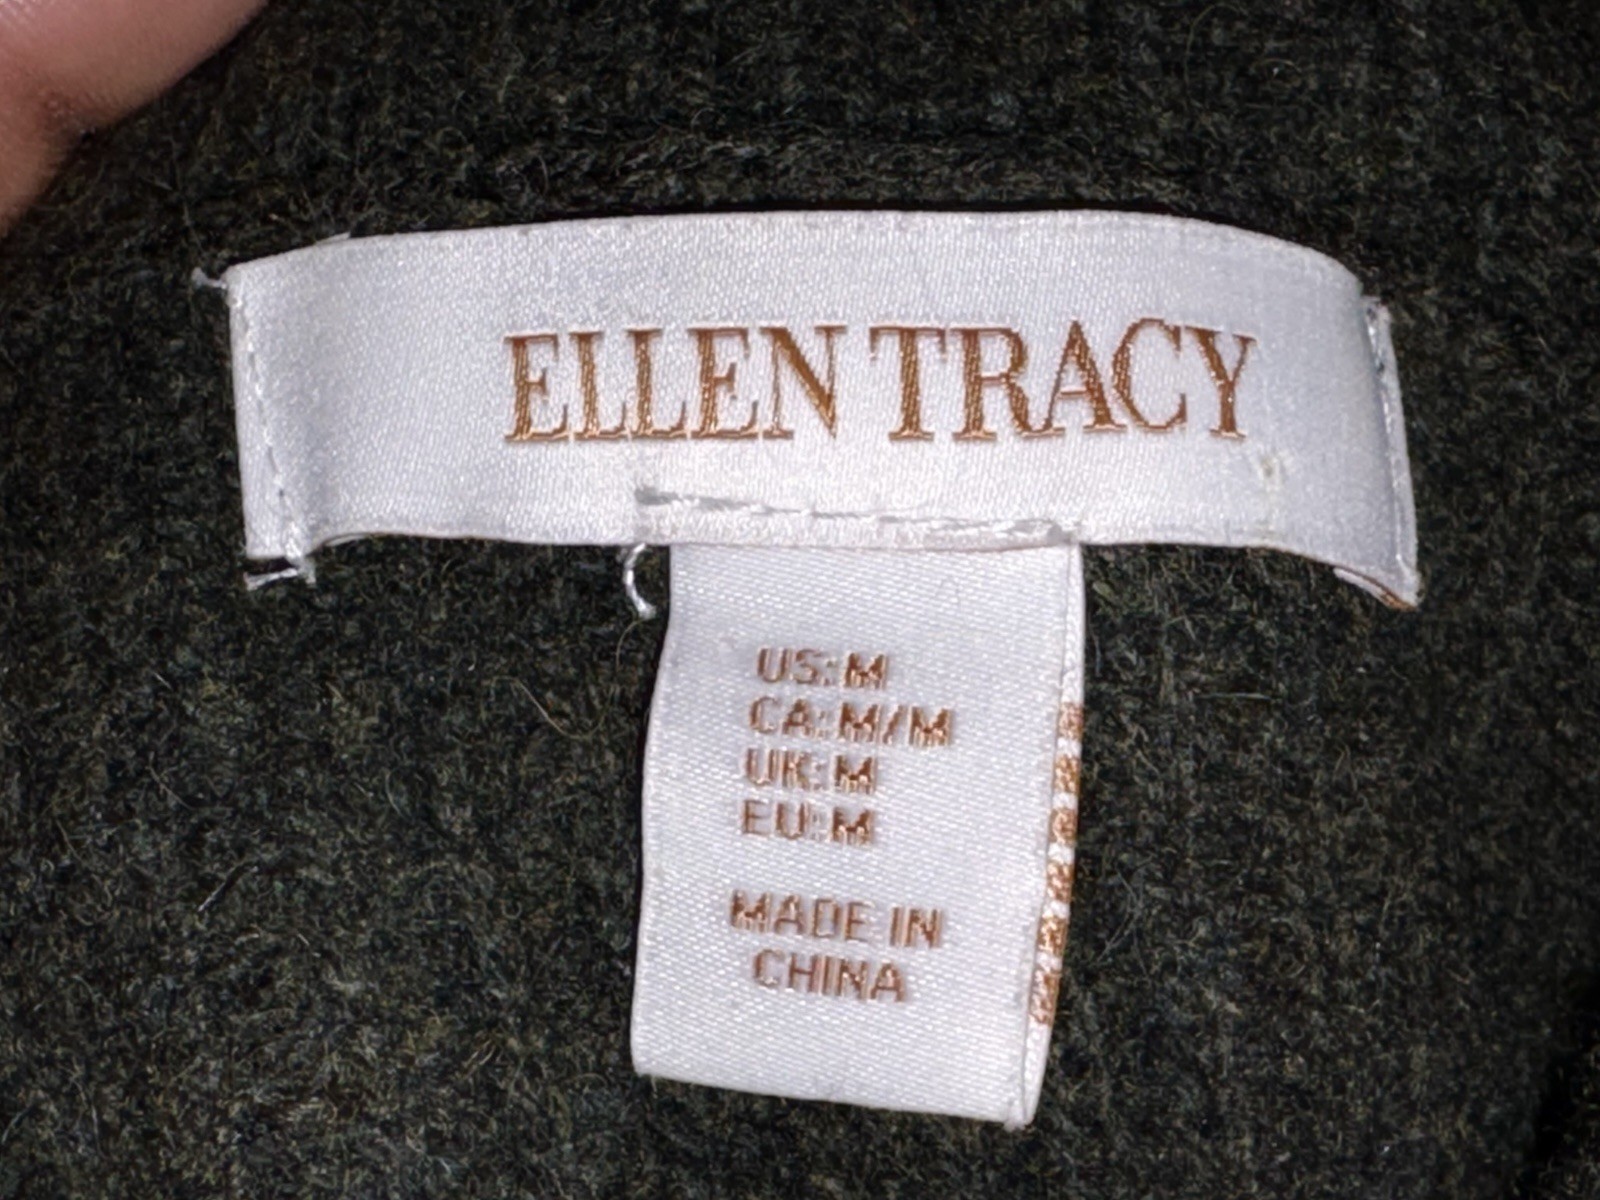 ELLEN TRACY
US: M
CA: M/M
UK: M
EU: M
MADE IN
CHINA